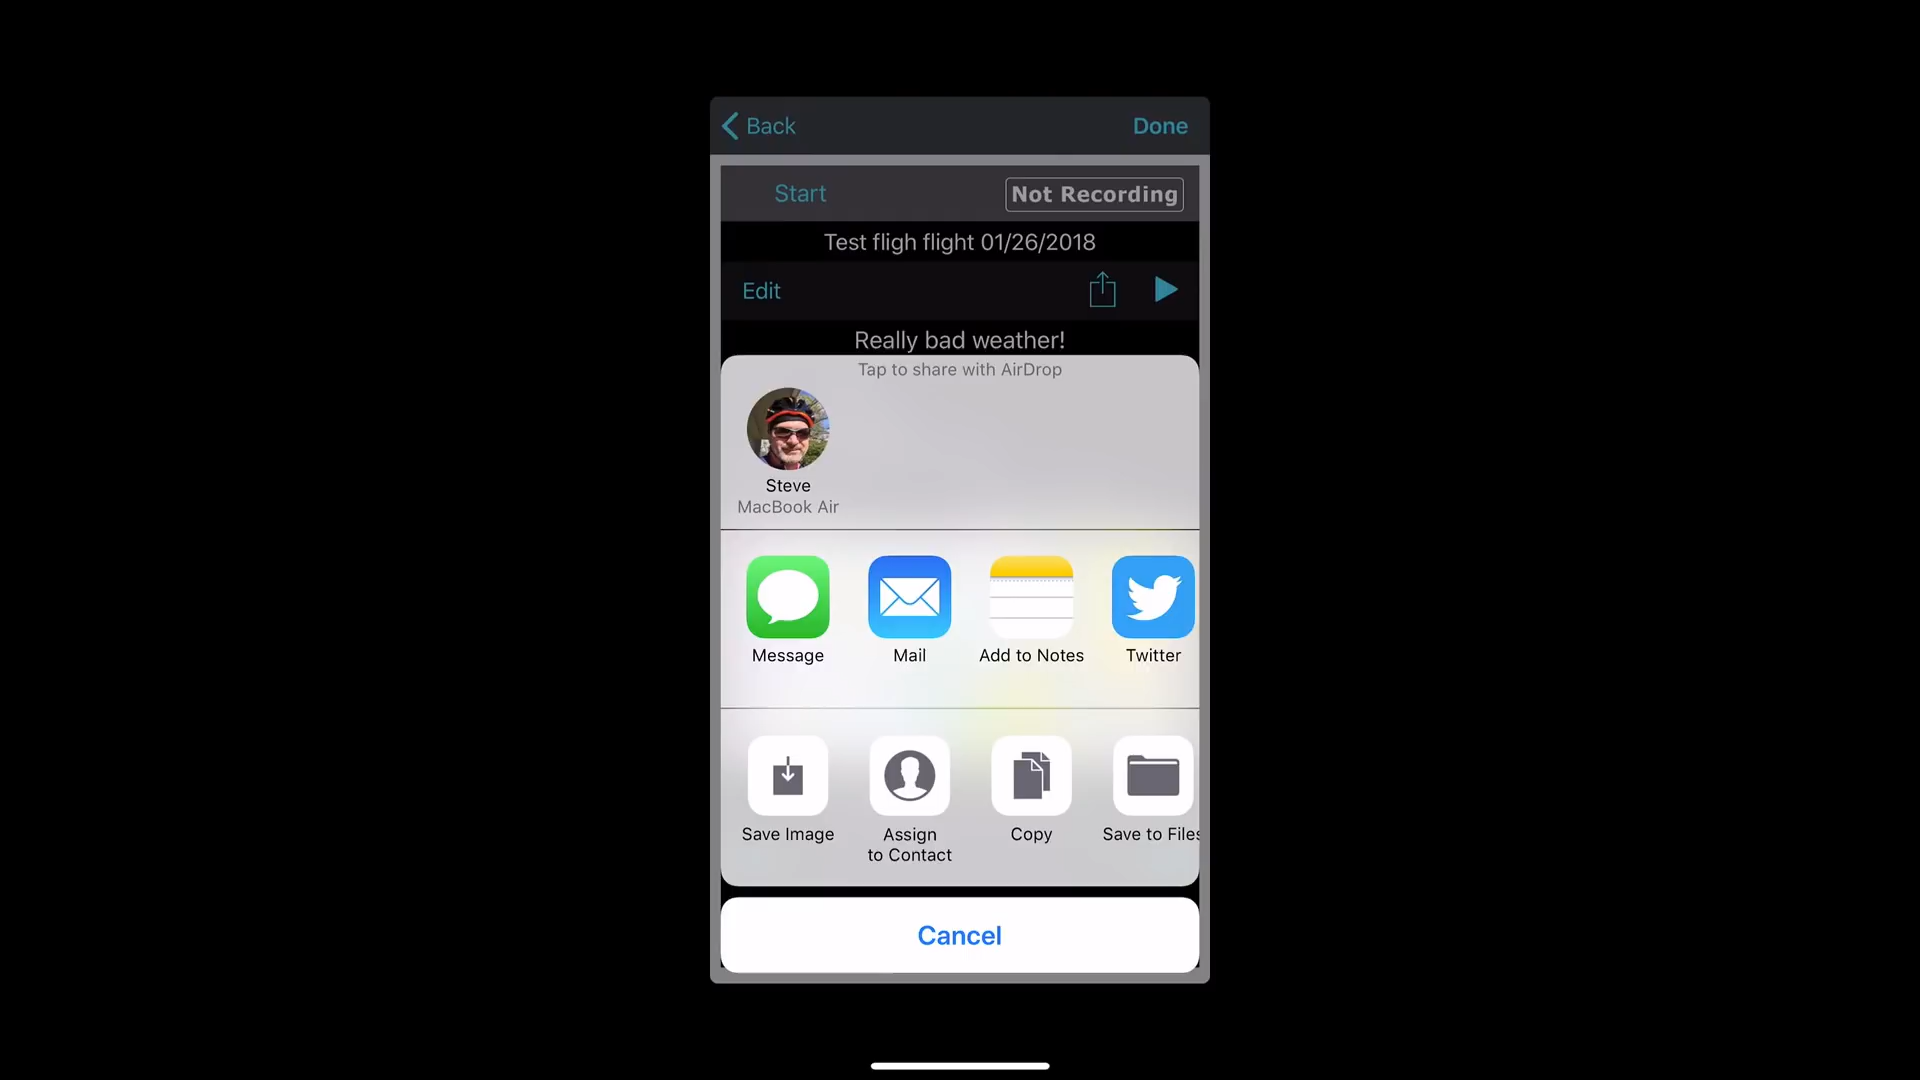 Back
Done
Start
Not Recording
Test fligh flight 01/26/2018
Edit
Really bad weather!
Tap to share with AirDrop
Steve
MacBook Air
Message
Mail
Add to Notes
Twitter
Save Image
Assign
to Contact
Copy
Save to Files
Cancel